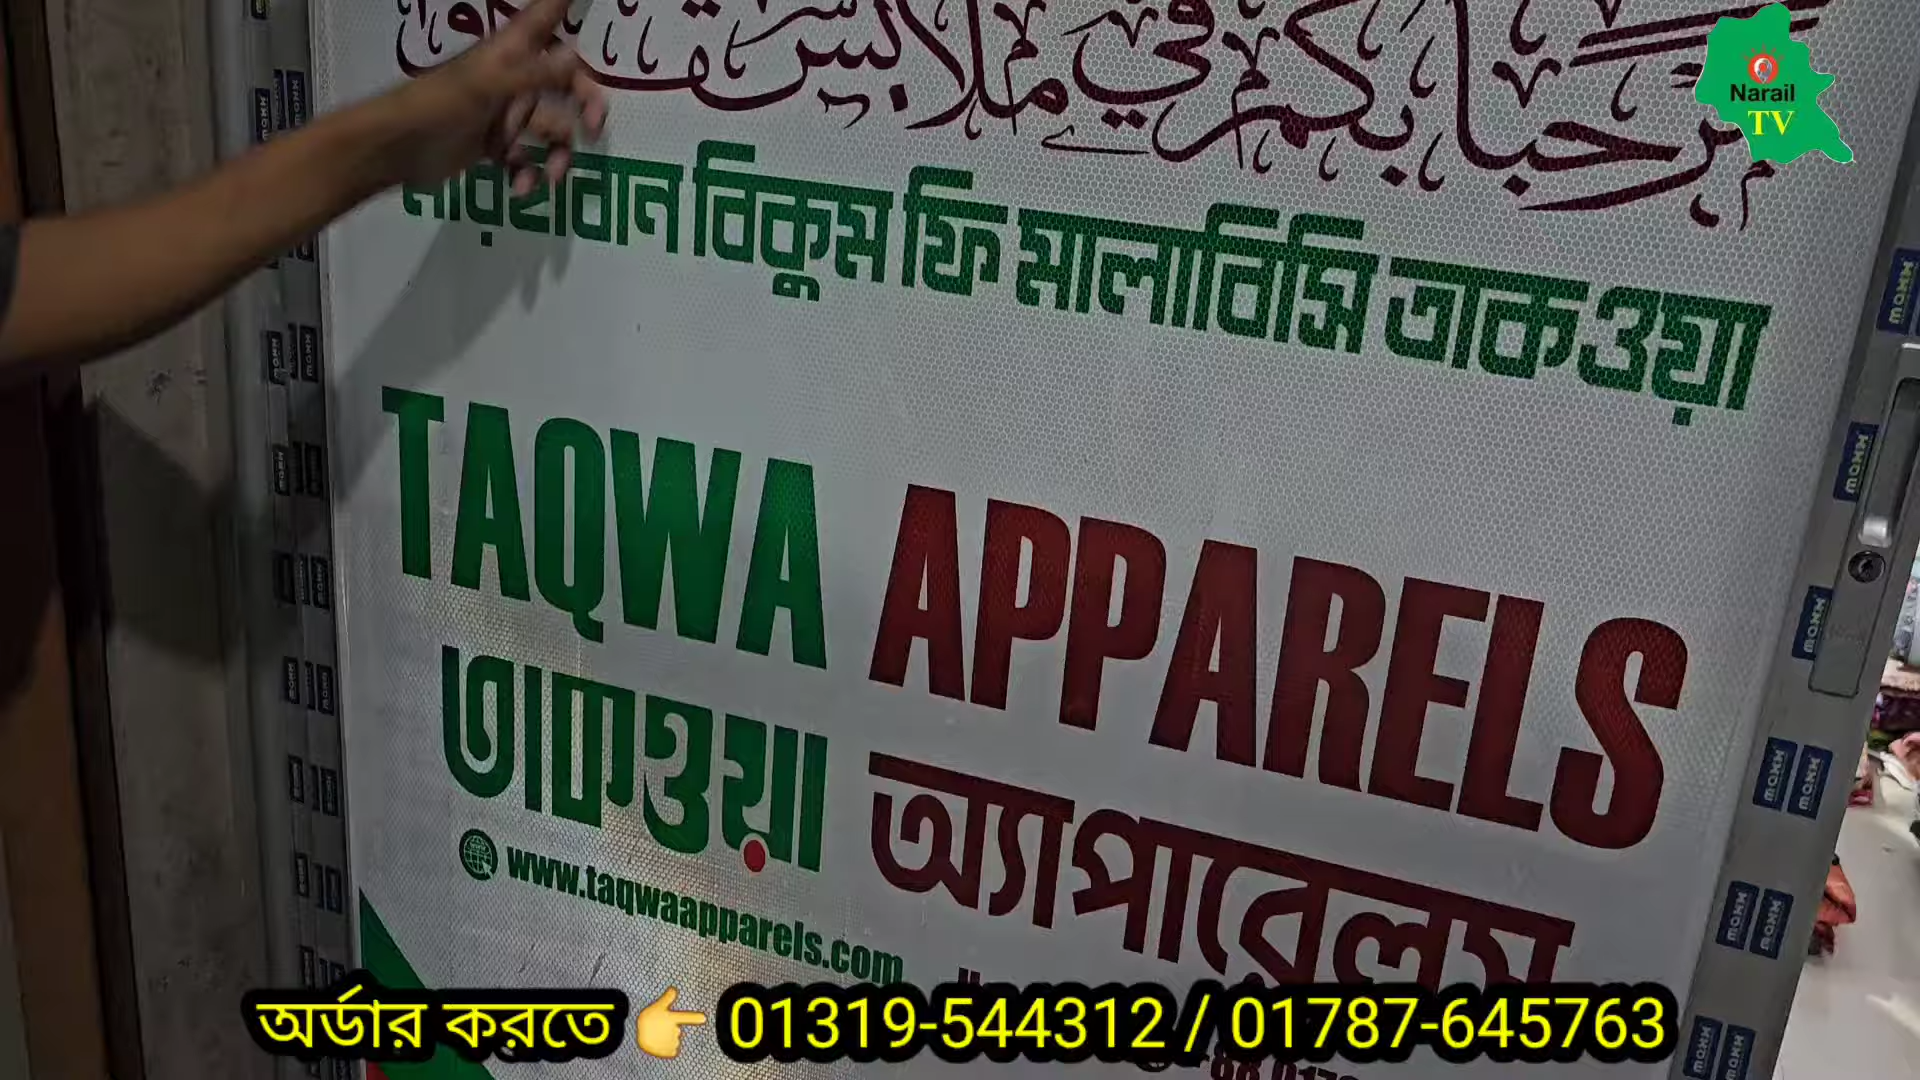 مرحبا بكم في ملابس
Narail
TV
মারহাবান বিকুম ফি মালাবিসি তাকওয়া
TAQWA APPARELS
তাকওয়া অ্যাপারেলস
www.taqwaapparels.com
অর্ডার করতে 👉 01319-544312 / 01787-645763